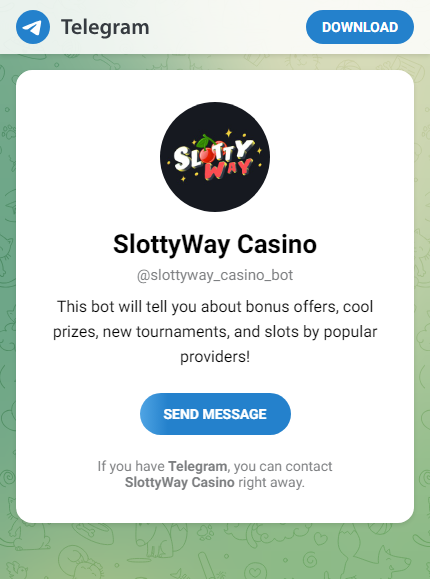 Telegram
DOWNLOAD
SLOTTY
WAY
SlottyWay Casino
@slottyway_casino_bot
This bot will tell you about bonus offers, cool
prizes, new tournaments, and slots by popular
providers!
SEND MESSAGE
If you have Telegram, you can contact
SlottyWay Casino right away.